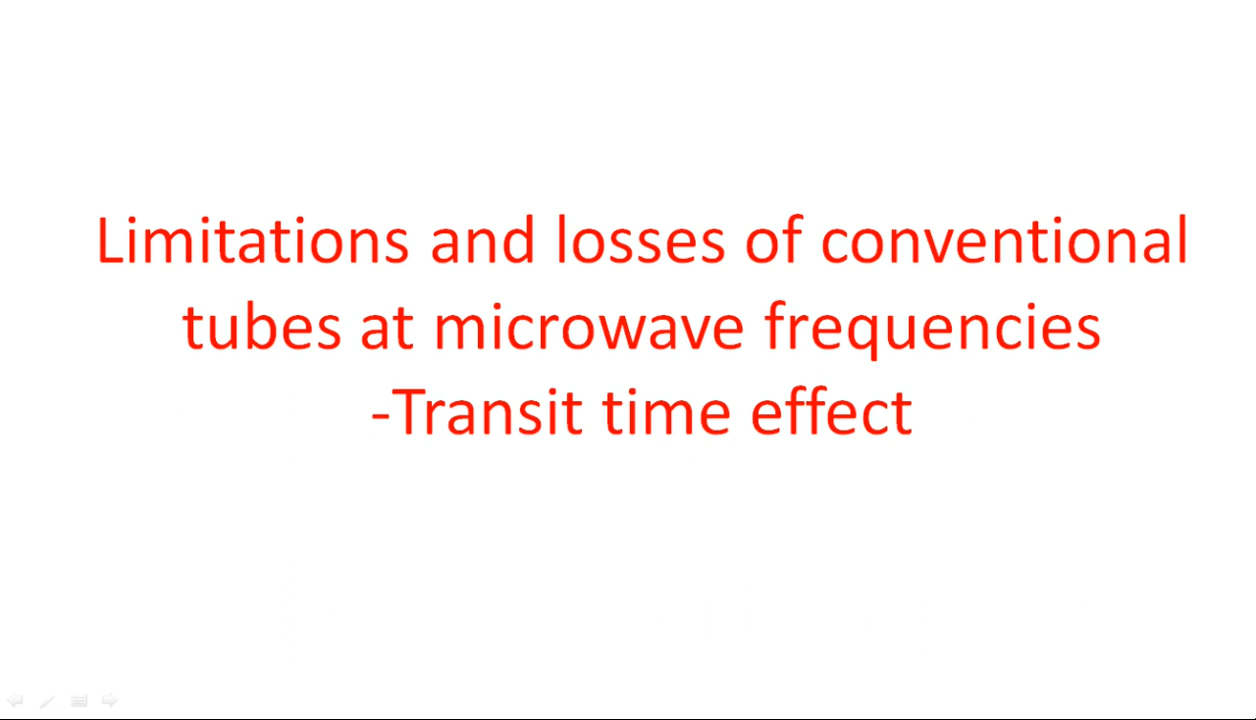 Limitations and losses of conventional
tubes at microwave frequencies
-Transit time effect